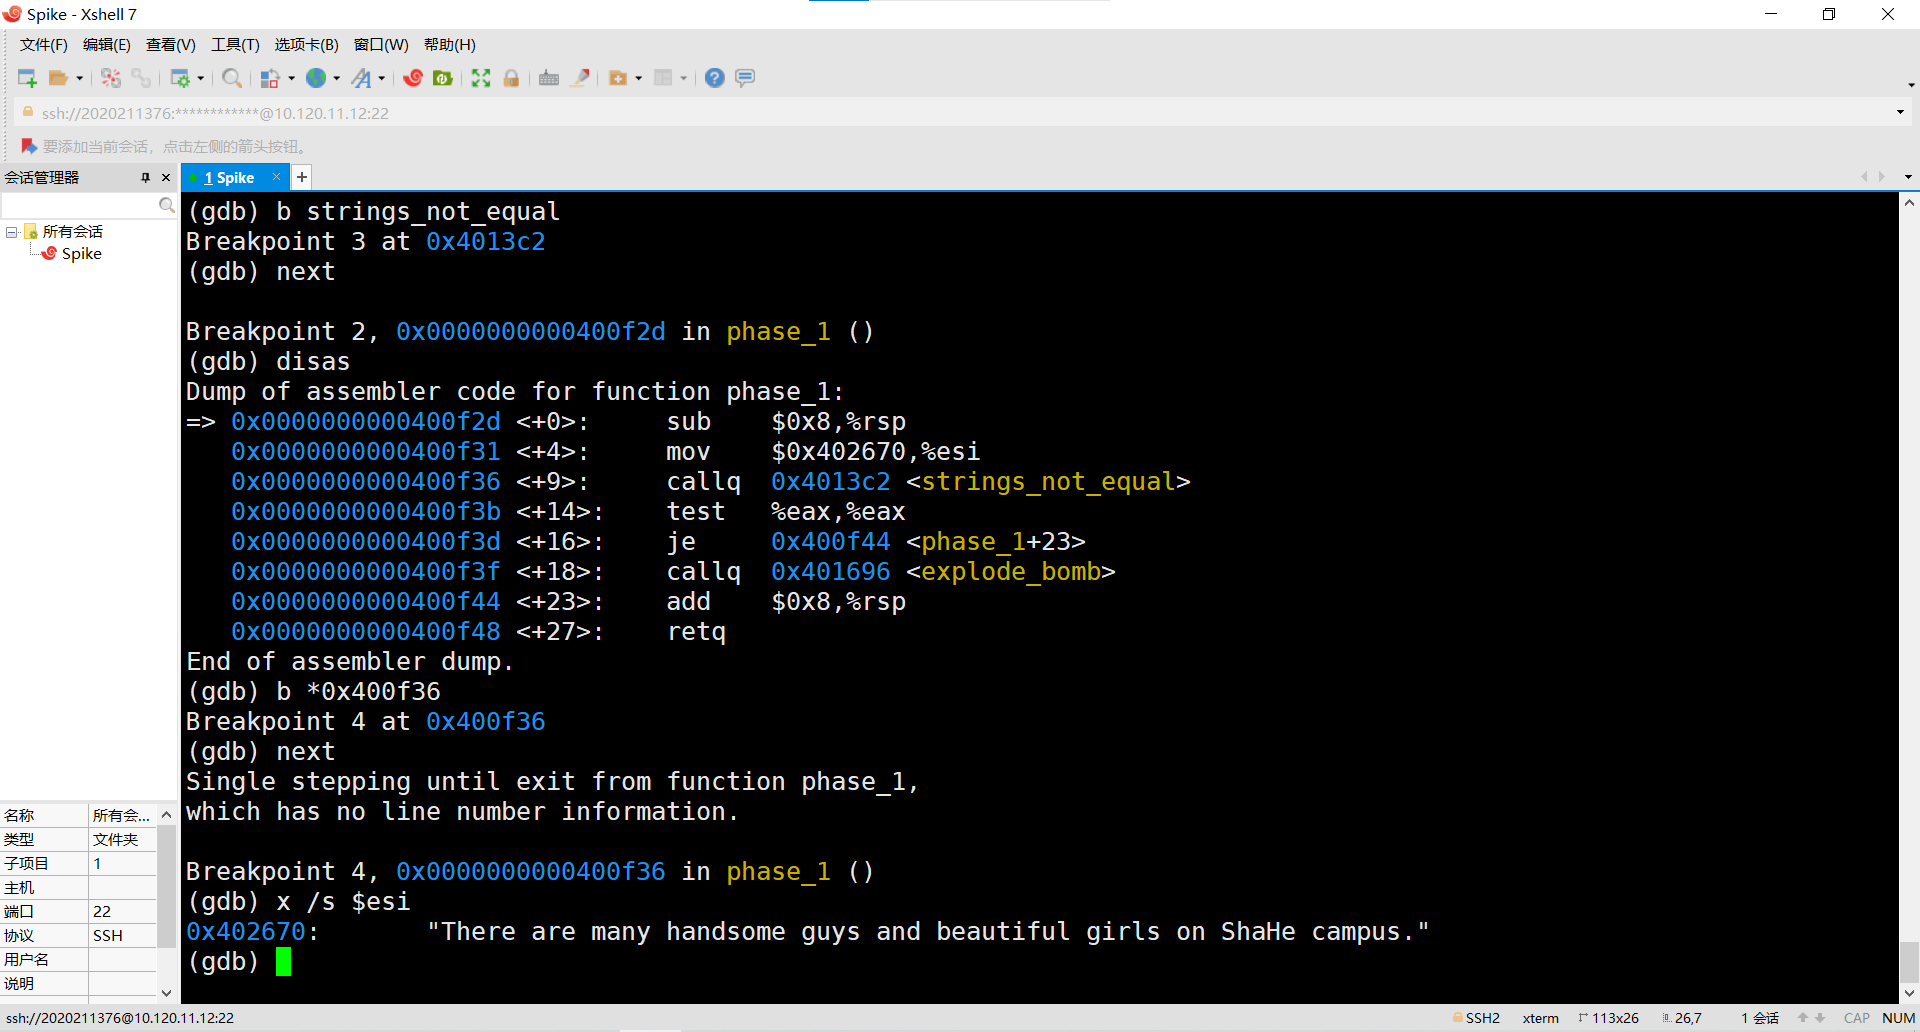 Spike - Xshell 7
文件(F) 编辑(E) 查看(V) 工具(T) 选项卡(B) 窗口(W) 帮助(H)
ssh://2020211376:************@10.120.11.12:22
要添加当前会话，点击左侧的箭头按钮。
会话管理器
1 Spike
所有会话
Spike
(gdb) b strings_not_equal
Breakpoint 3 at 0x4013c2
(gdb) next
Breakpoint 2, 0x0000000000400f2d in phase_1 ()
(gdb) disas
Dump of assembler code for function phase_1:
=> 0x0000000000400f2d <+0>: sub $0x8,%rsp
0x0000000000400f31 <+4>: mov $0x402670,%esi
0x0000000000400f36 <+9>: callq 0x4013c2 <strings_not_equal>
0x0000000000400f3b <+14>: test %eax,%eax
0x0000000000400f3d <+16>: je 0x400f44 <phase_1+23>
0x0000000000400f3f <+18>: callq 0x401696 <explode_bomb>
0x0000000000400f44 <+23>: add $0x8,%rsp
0x0000000000400f48 <+27>: retq
End of assembler dump.
(gdb) b *0x400f36
Breakpoint 4 at 0x400f36
(gdb) next
Single stepping until exit from function phase_1,
which has no line number information.
Breakpoint 4, 0x0000000000400f36 in phase_1 ()
(gdb) x /s $esi
0x402670: "There are many handsome guys and beautiful girls on ShaHe campus."
(gdb)
名称 所有会...
类型 文件夹
子项目 1
主机
端口 22
协议 SSH
用户名
说明
ssh://2020211376@10.120.11.12:22
SSH2 xterm 113x26 26,7 1 会话 CAP NUM